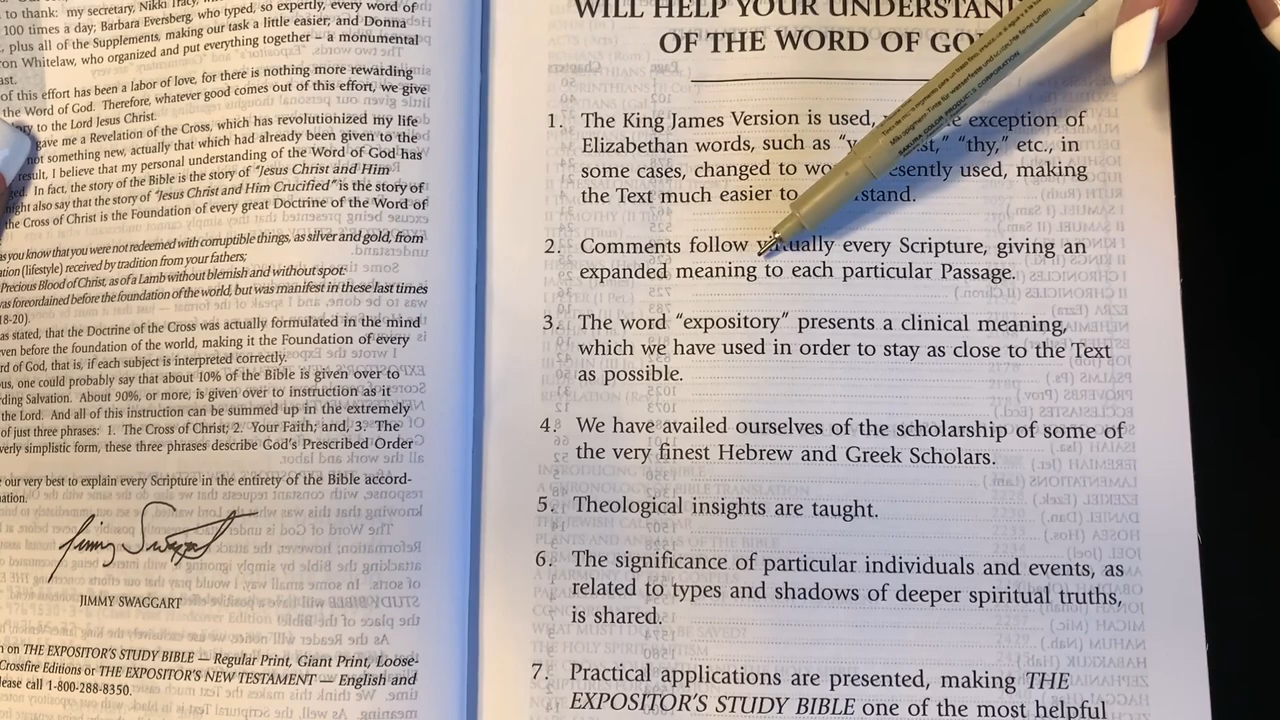 to thank: my secretary, Nikki Tracy,
100 times a day; Barbara Eversberg, who typed, so expertly, every word of
plus all of the Supplements, making our task a little easier, and Donna
on Whitelaw, who organized and put everything together – a monumental
ast.
of this effort has been a labor of love, for there is nothing more rewarding
the Word of God. Therefore, whatever good comes out of this effort, we give
to the Lord Jesus Christ.
gave me a Revelation of the Cross, which has revolutionized my life
not something new, actually that which had already been given to the
result, I believe that my personal understanding of the Word of God has
ged. In fact, the story of the Bible is the story of "Jesus Christ and Him
might also say that the story of "Jesus Christ and Him Crucified" is the story of
the Cross of Christ is the Foundation of every great Doctrine of the Word of
as you know that you were not redeemed with corruptible things, as silver and gold, from
ation (lifestyle) received by tradition from your fathers;
Precious Blood of Christ, as of a Lamb without blemish and without spot:
was foreordained before the foundation of the world, but was manifest in these last times
18-20).
as stated, that the Doctrine of the Cross was actually formulated in the mind
ven before the foundation of the world, making it the Foundation of every
rd of God, that is, if each subject is interpreted correctly.
us, one could probably say that about 10% of the Bible is given over to
rding Salvation. About 90%, or more, is given over to instruction as it
the Lord. And all of this instruction can be summed up in the extremely
of just three phrases: 1. The Cross of Christ; 2. Your Faith; and, 3. The
verly simplistic form, these three phrases describe God's Prescribed Order
our very best to explain every Scripture in the entirety of the Bible accord-
ation.
Jimmy Swaggart
JIMMY SWAGGART
on THE EXPOSITOR'S STUDY BIBLE — Regular Print, Giant Print, Loose-
Crossfire Editions or THE EXPOSITOR'S NEW TESTAMENT — English and
lease call 1-800-288-8350.
WILL HELP YOUR UNDERSTAN
OF THE WORD OF GO
1. The King James Version is used, exception of
Elizabethan words, such as "thy," etc., in
some cases, changed to presently used, making
the Text much easier to
2. Comments follow virtually every Scripture, giving an
expanded meaning to each particular Passage.
3. The word "expository" presents a clinical meaning,
which we have used in order to stay as close to the Text
as possible.
4. We have availed ourselves of the scholarship of some of
the very finest Hebrew and Greek Scholars.
5. Theological insights are taught.
6. The significance of particular individuals and events, as
related to types and shadows of deeper spiritual truths,
is shared.
7. Practical applications are presented, making THE
EXPOSITOR'S STUDY BIBLE one of the most helpful
SAKURA COLOR PRODUCTS CORPORATION